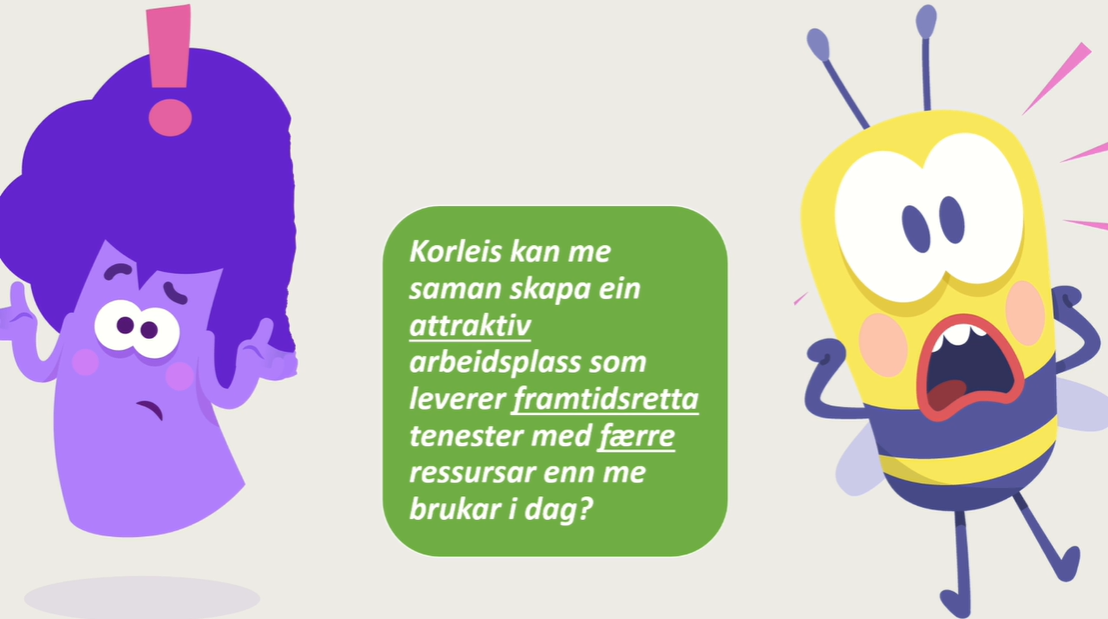 Korleis kan me
saman skapa ein
attraktiv
arbeidsplass som
leverer framtidsretta
tenester med færre
ressursar enn me
brukar i dag?